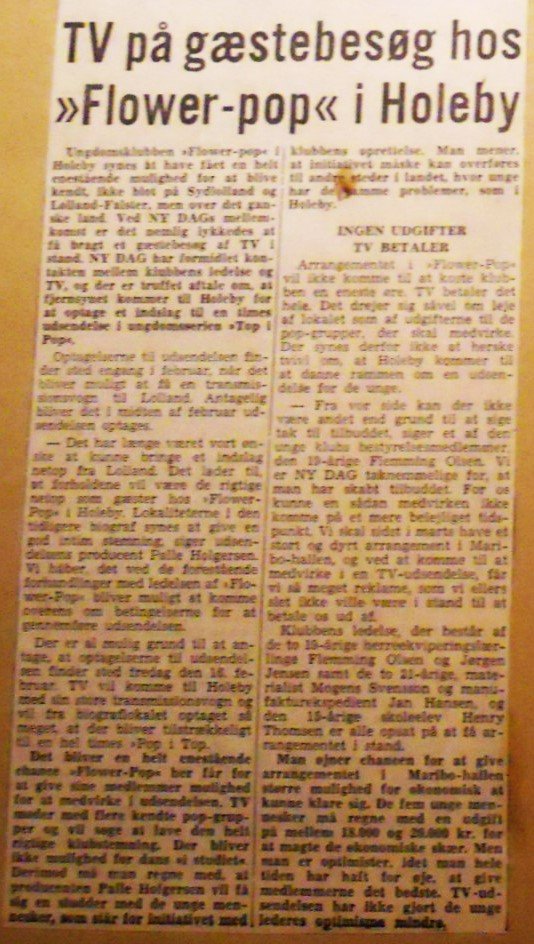 TV på gæstebesøg hos
»Flower-pop« i Holeby
Ungdomsklubben »Flower-pop« i
Holeby synes at have fået en helt
enestående mulighed for at blive
kendt, ikke blot på Sydlolland og
Lolland-Falster, men over det gan-
ske land. Ved NY DAGs mellem-
komst er det nemlig lykkedes at
få bragt et gæstebesøg af TV i
stand. NY DAG har formidlet kon-
takten mellem klubbens ledelse og
TV, og der er truffet aftale om, at
fjernsynet kommer til Holeby for
at optage et indslag til en times
udsendelse i ungdomsserien »Top i
Pop«.
Optagelserne til udsendelsen fin-
der sted engang i februar, når det
bliver muligt at få en transmis-
sionsvogn til Lolland. Antagelig
bliver det i midten af februar ud-
sendelsen optages.
— Det har længe været vort øn-
ske at kunne bringe et indslag
netop fra Lolland. Det lader til,
at forholdene vil være de rigtige
netop som gæster hos »Flower-
Pop« i Holeby. Lokaliteterne i den
tidligere biograf synes at give en
god intim stemning, siger udsen-
delsens producent Palle Holgersen.
Vi håber, det ved de forestående
forhandlinger med ledelsen af »Flo-
wer-Pop« bliver muligt at komme
overens om betingelserne for at
gennemføre udsendelsen.
Der er al mulig grund til at an-
tage, at optagelserne til udsendel-
sen finder sted fredag den 16. fe-
bruar. TV vil komme til Holeby
med sin store transmissionsvogn og
vil fra biograflokalet optaget så
meget, at der bliver tilstrækkeligt
til en hel times »Pop i Top.
Det bliver en helt enestående
chance »Flower-Pop« her får for
at give sine medlemmer mulighed
for at medvirke i udsendelsen. TV
møder med flere kendte pop-grup-
per og vil søge at lave den helt
rigtige klubstemning. Der bliver
ikke mulighed for dans »i studiet«.
Derimod må man regne med, at
producenten Palle Holgersen vil få
sig en sludder med de unge men-
nesker, som står for initiativet med
klubbens oprettelse. Man mener,
at initiativet måske kan overføres
til andre steder i landet, hvor unge
har de samme problemer, som i
Holeby.
INGEN UDGIFTER
TV BETALER
Arrangementet i »Flower-Pop«
vil ikke komme til at koste klub-
ben en eneste øre. TV betaler det
hele. Det drejer sig såvel om leje
af lokalet som af udgifterne til de
pop-grupper, der skal medvirke.
Der synes derfor ikke at herske
tvivl om, at Holeby kommer til
at danne rammen om en udsen-
delse for de unge.
— Fra vor side kan der ikke
være andet end grund til at sige
tak til tilbuddet, siger et af den
unge klubs bestyrelsesmedlemmer,
den 19-årige Flemming Olsen. Vi
er NY DAG taknemmelige for, at
man har skabt tilbuddet. For os
kunne en sådan medvirken ikke
komme på et mere belejligt tids-
punkt. Vi skal sidst i marts have et
stort og dyrt arrangement i Mari-
bo-hallen, og ved at komme til at
medvirke i en TV-udsendelse, får
vi så meget reklame, som vi ellers
slet ikke ville være i stand til at
betale os ud af.
Klubbens ledelse, der består af
de to 19-årige herreekviperingslær-
linge Flemming Olsen og Jørgen
Jensen samt de to 21-årige, mate-
rialist Mogens Svensson og manu-
fakturekspedient Jan Hansen, og
den 15-årige skoleelev Henry
Thomsen er alle opsat på at få ar-
rangementet i stand.
Man øjner chancen for at give
arrangementet i Maribo-hallen
større mulighed for økonomisk at
kunne klare sig. De fem unge men-
nesker må regne med en udgift
på mellem 18.000 og 20.000 kr. for
at magte de økonomiske skær. Men
man er optimister, idet man hele
tiden har haft for øje, at give
medlemmerne det bedste. TV-ud-
sendelsen har ikke gjort de unge
lederes optimisme mindre.